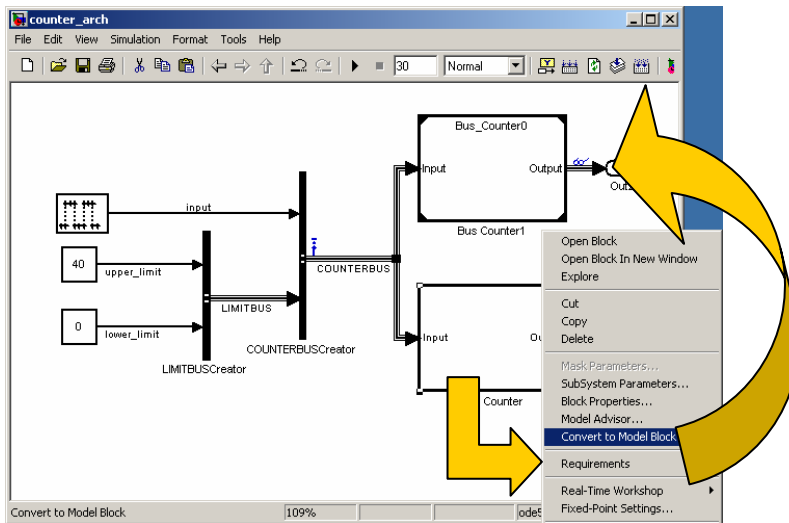 counter_arch
File Edit View Simulation Format Tools Help
30 Normal
Bus_Counter0
Input Output
Bus Counter1
input
40 upper_limit
LIMITBUS
0 lower_limit
LIMITBUSCreator
COUNTERBUS
COUNTERBUSCreator
Input
Counter
Open Block
Open Block In New Window
Explore
Cut
Copy
Delete
Mask Parameters...
SubSystem Parameters...
Block Properties...
Model Advisor...
Convert to Model Block
Requirements
Real-Time Workshop
Fixed-Point Settings...
Convert to Model Block 109% ode5